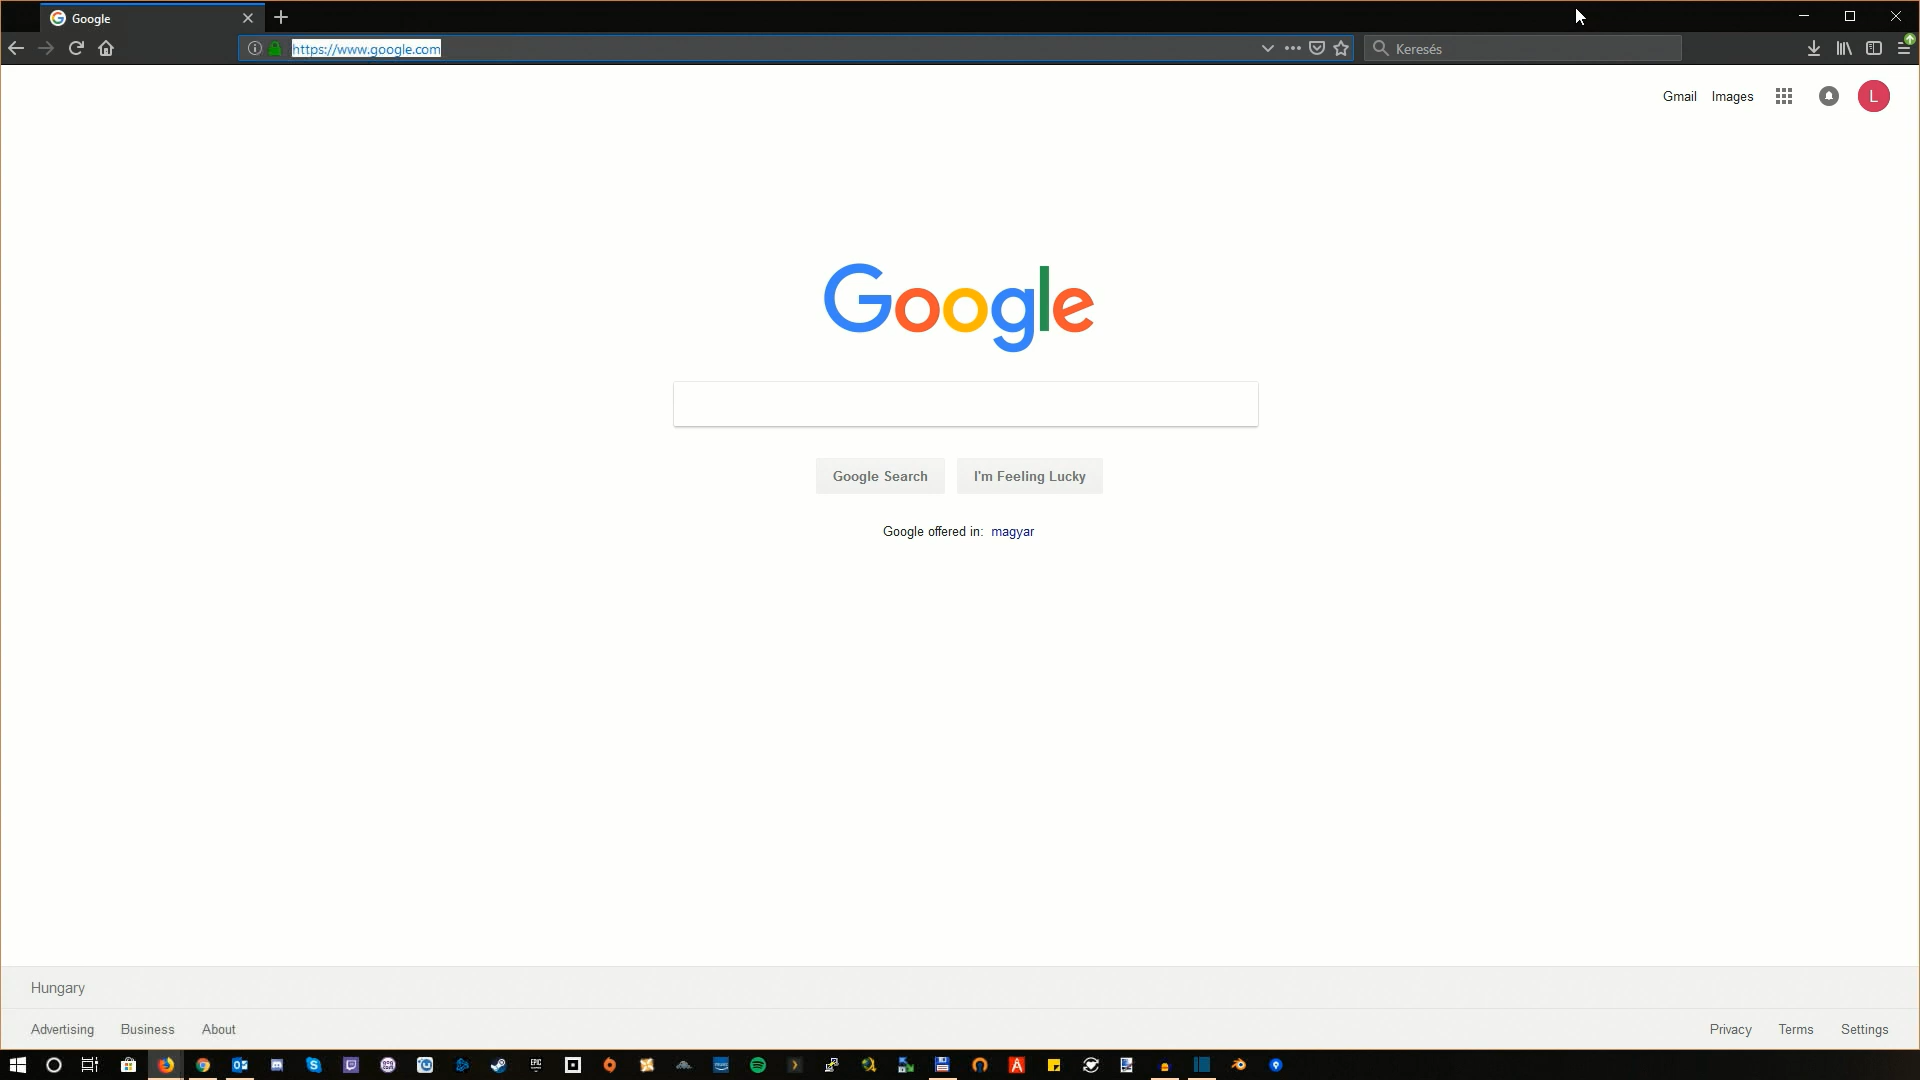 Google
https://www.google.com
Keresés
Gmail Images L
Google
Google Search I'm Feeling Lucky
Google offered in: magyar
Hungary
Advertising Business About Privacy Terms Settings